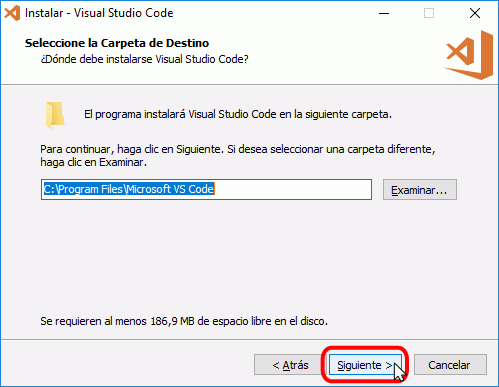 Instalar - Visual Studio Code
Seleccione la Carpeta de Destino
¿Dónde debe instalarse Visual Studio Code?
El programa instalará Visual Studio Code en la siguiente carpeta.
Para continuar, haga clic en Siguiente. Si desea seleccionar una carpeta diferente,
haga clic en Examinar.
C:\Program Files\Microsoft VS Code
Examinar...
Se requieren al menos 186,9 MB de espacio libre en el disco.
< Atrás
Siguiente >
Cancelar